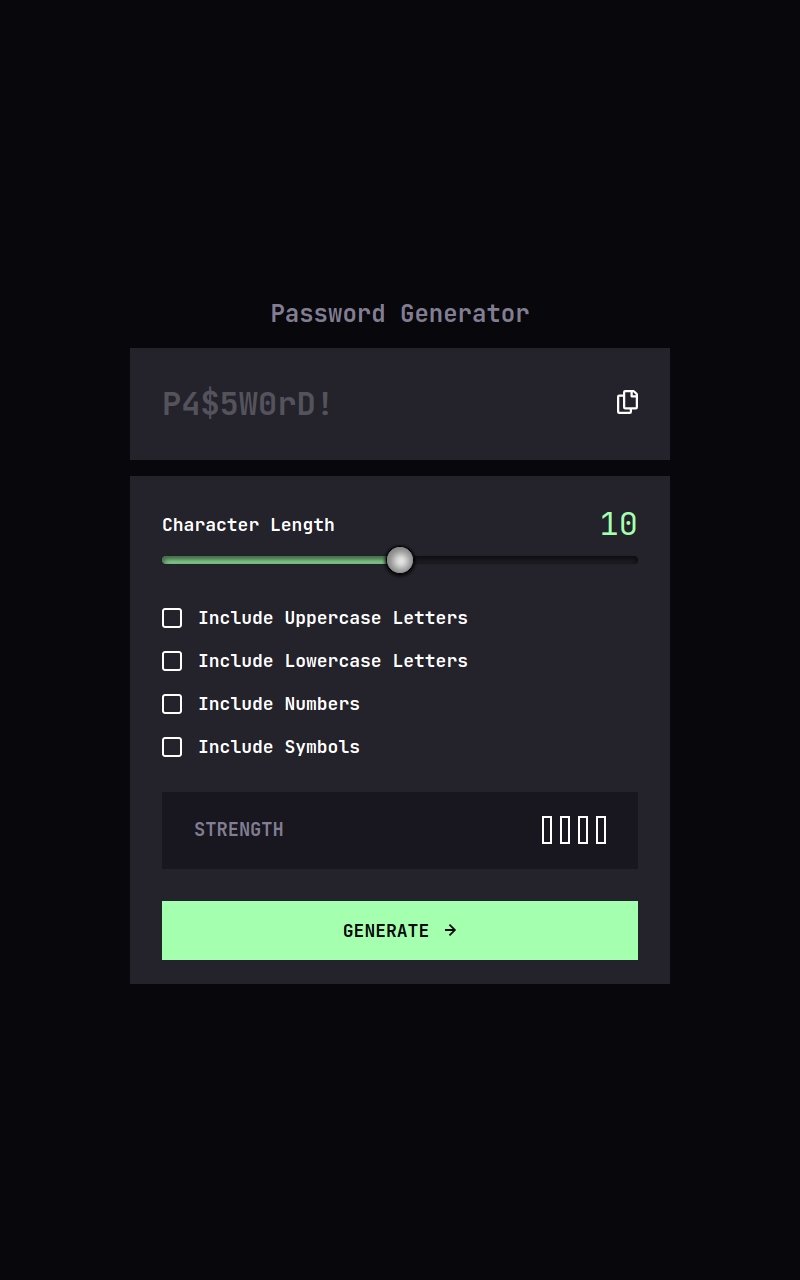 Password Generator
P4$5W0rD!
Character Length
10
Include Uppercase Letters
Include Lowercase Letters
Include Numbers
Include Symbols
STRENGTH
GENERATE